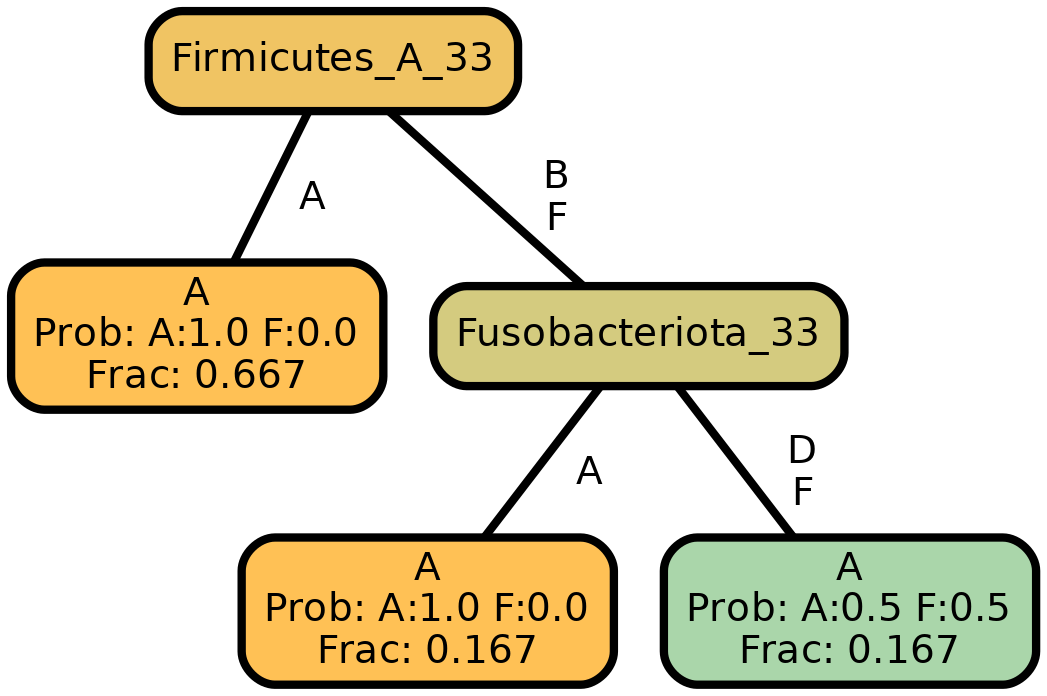 Firmicutes_A_33
A
B
F
A
Prob: A:1.0 F:0.0
Frac: 0.667
Fusobacteriota_33
A
D
F
A
Prob: A:1.0 F:0.0
Frac: 0.167
A
Prob: A:0.5 F:0.5
Frac: 0.167